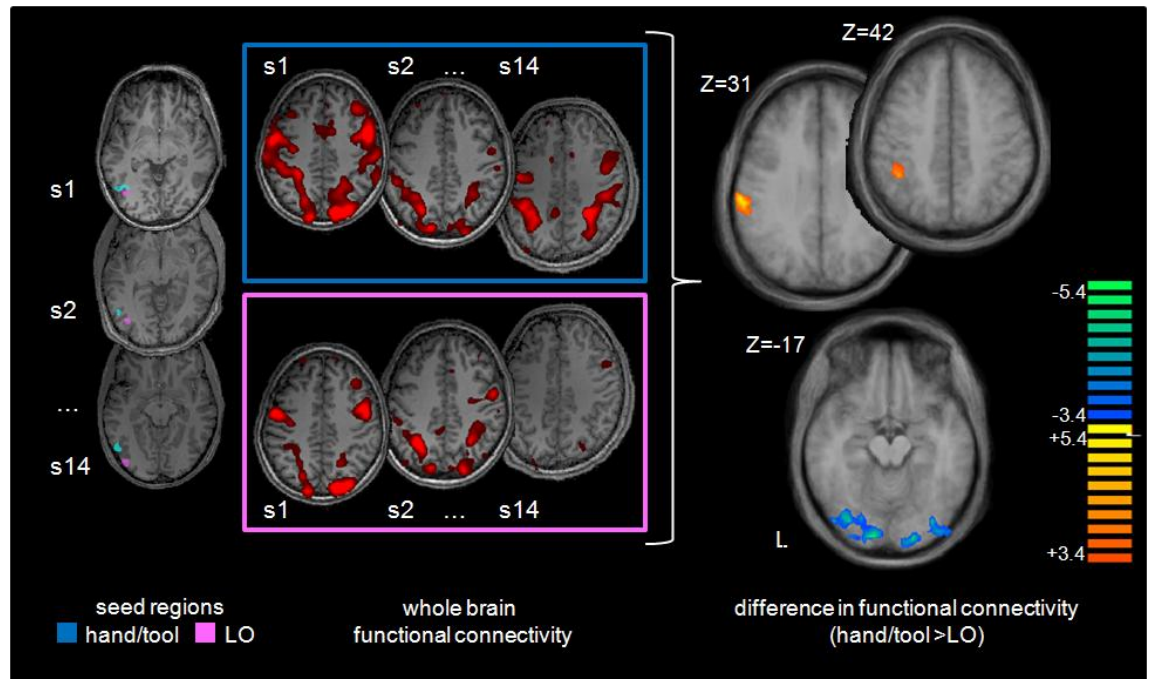 s1
s2
...
s14
s1
s2
...
s14
s1
s2
...
s14
Z=31
Z=42
Z=-17
L
-5.4
-3.4
+5.4
+3.4
seed regions
hand/tool
LO
whole brain
functional connectivity
difference in functional connectivity
(hand/tool >LO)